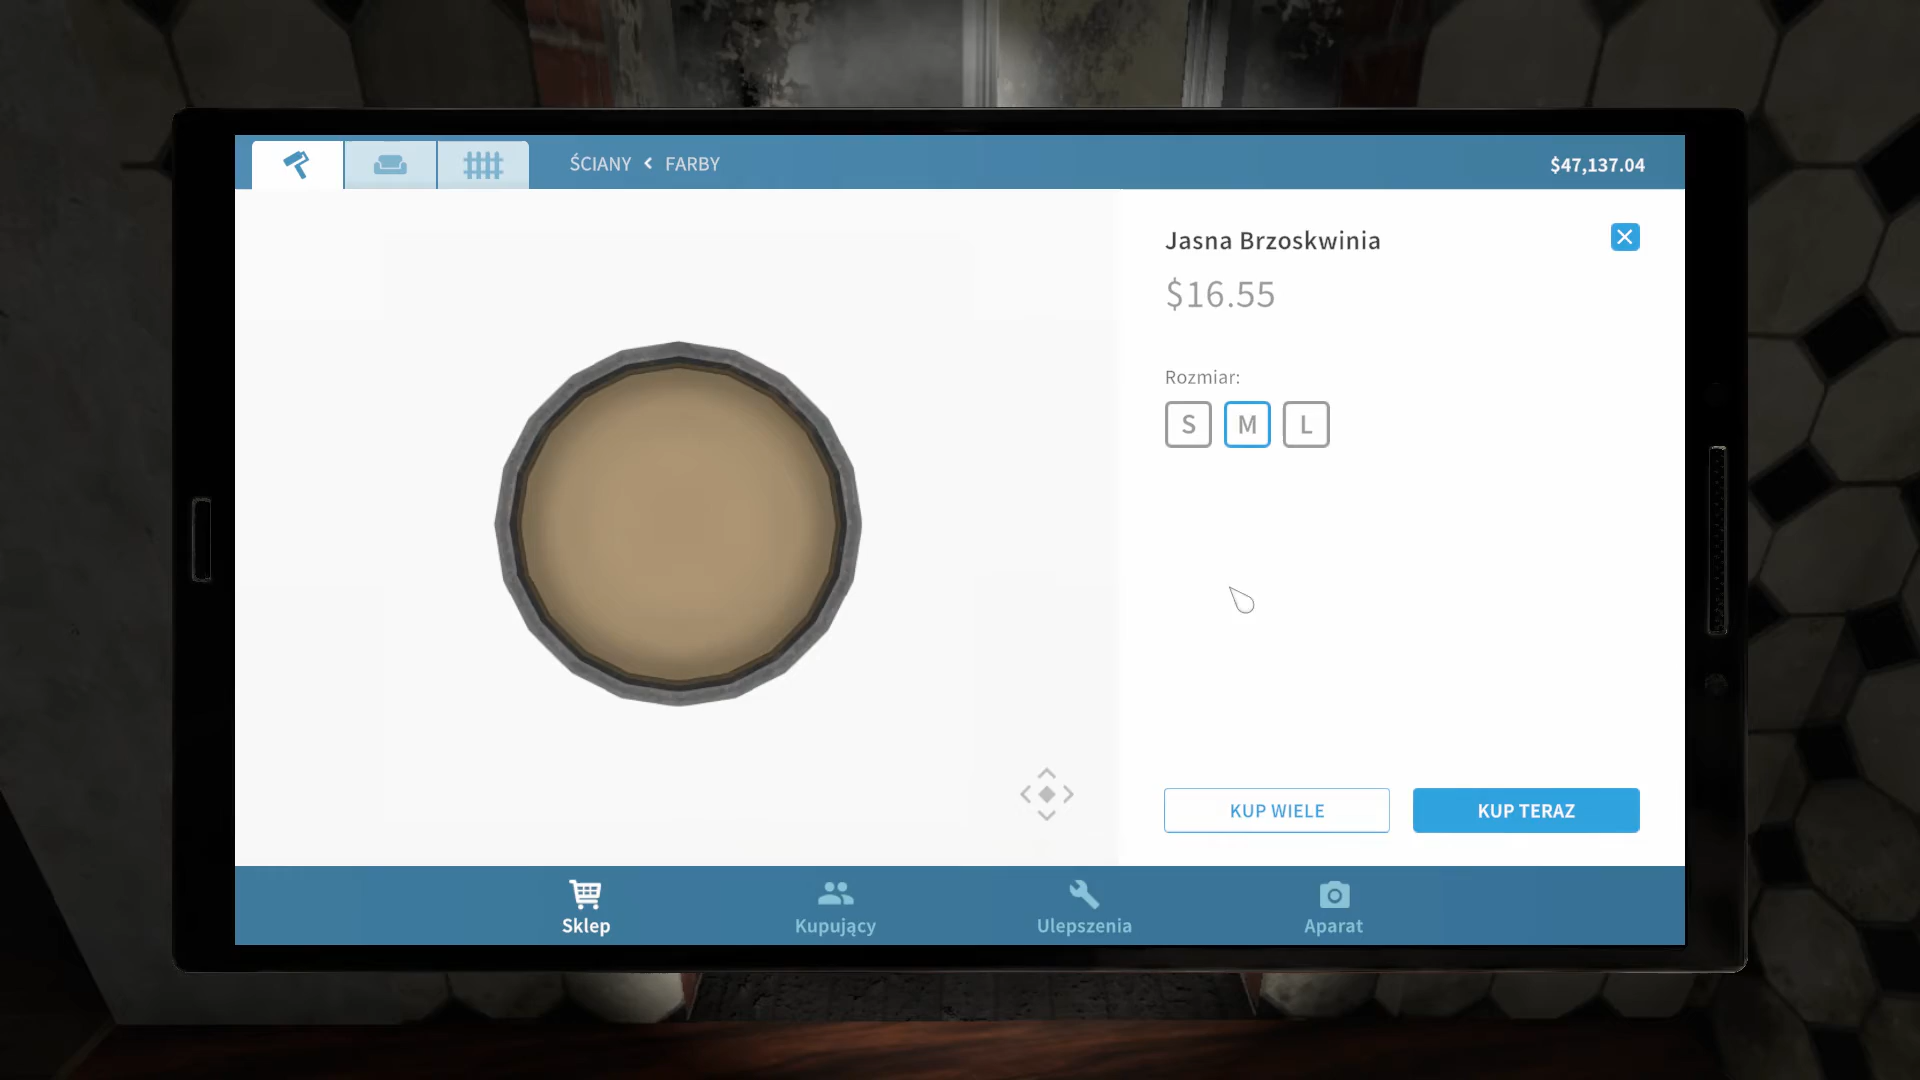 ŚCIANY FARBY
$47,137.04
Jasna Brzoskwinia
$16.55
Rozmiar:
S M L
KUP WIELE
KUP TERAZ
Sklep
Kupujący
Ulepszenia
Aparat